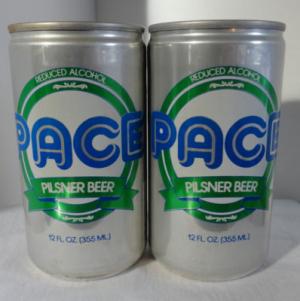 REDUCED ALCOHOL
PACE
PILSNER BEER
12 FL. OZ. (355 ML)
REDUCED ALCOHOL
PACE
PILSNER BEER
12 FL. OZ. (355 ML)